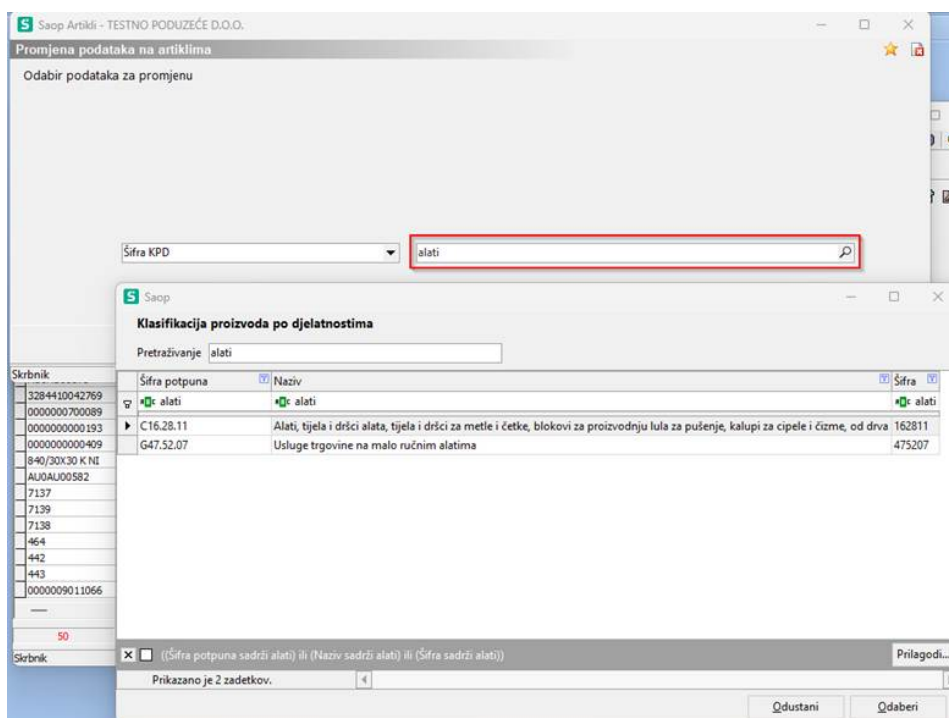 Saop Artikli - TESTNO PODUZEĆE D.O.O.
Promjena podataka na artiklima
Odabir podataka za promjenu
Šifra KPD
alati
Saop
Klasifikacija proizvoda po djelatnostima
Pretraživanje alati
Šifra potpuna Naziv Šifra
alati alati alati
C16.28.11 Alati, tijela i dršci alata, tijela i dršci za metle i četke, blokovi za proizvodnju lula za pušenje, kalupi za cipele i čizme, od drva 162811
G47.52.07 Usluge trgovine na malo ručnim alatima 475207
Skrbnik
3284410042769
0000000700089
0000000000193
0000000000409
840/30X30 K NI
AU0AU00582
7137
7139
7138
464
442
443
0000009011066
50
Skrbnik
((Šifra potpuna sadrži alati) ili (Naziv sadrži alati) ili (Šifra sadrži alati))
Prilagodi...
Prikazano je 2 zadetkov.
Odustani Odaberi